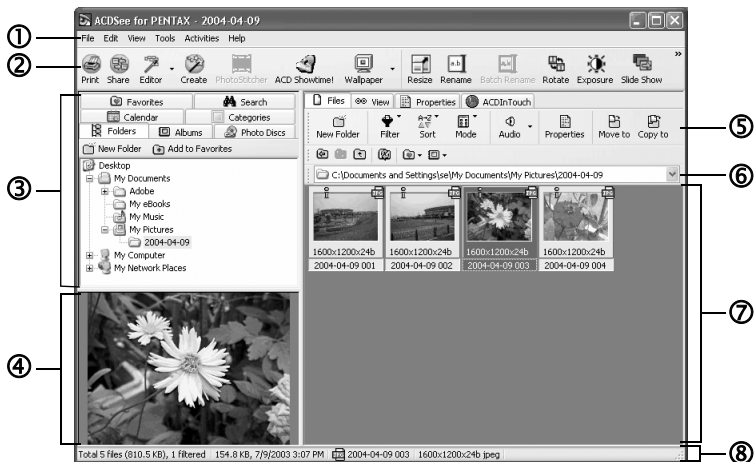 ACDSee for PENTAX - 2004-04-09
① File Edit View Tools Activities Help
② Print Share Editor Create PhotoStitcher ACD Showtime! Wallpaper Resize Rename Batch Rename Rotate Exposure Slide Show »
Favorites Search
Calendar Categories
Folders Albums Photo Discs
New Folder Add to Favorites
③
Desktop
My Documents
Adobe
My eBooks
My Music
My Pictures
2004-04-09
My Computer
My Network Places
④
Files View Properties ACDInTouch
New Folder Filter Sort Mode Audio Properties Move to Copy to
⑤
C:\Documents and Settings\se\My Documents\My Pictures\2004-04-09
⑥
1600x1200x24b 1600x1200x24b 1600x1200x24b 1600x1200x24b
2004-04-09 001 2004-04-09 002 2004-04-09 003 2004-04-09 004
⑦
Total 5 files (810.5 KB), 1 filtered 154.8 KB, 7/9/2003 3:07 PM 2004-04-09 003 1600x1200x24b jpeg
⑧